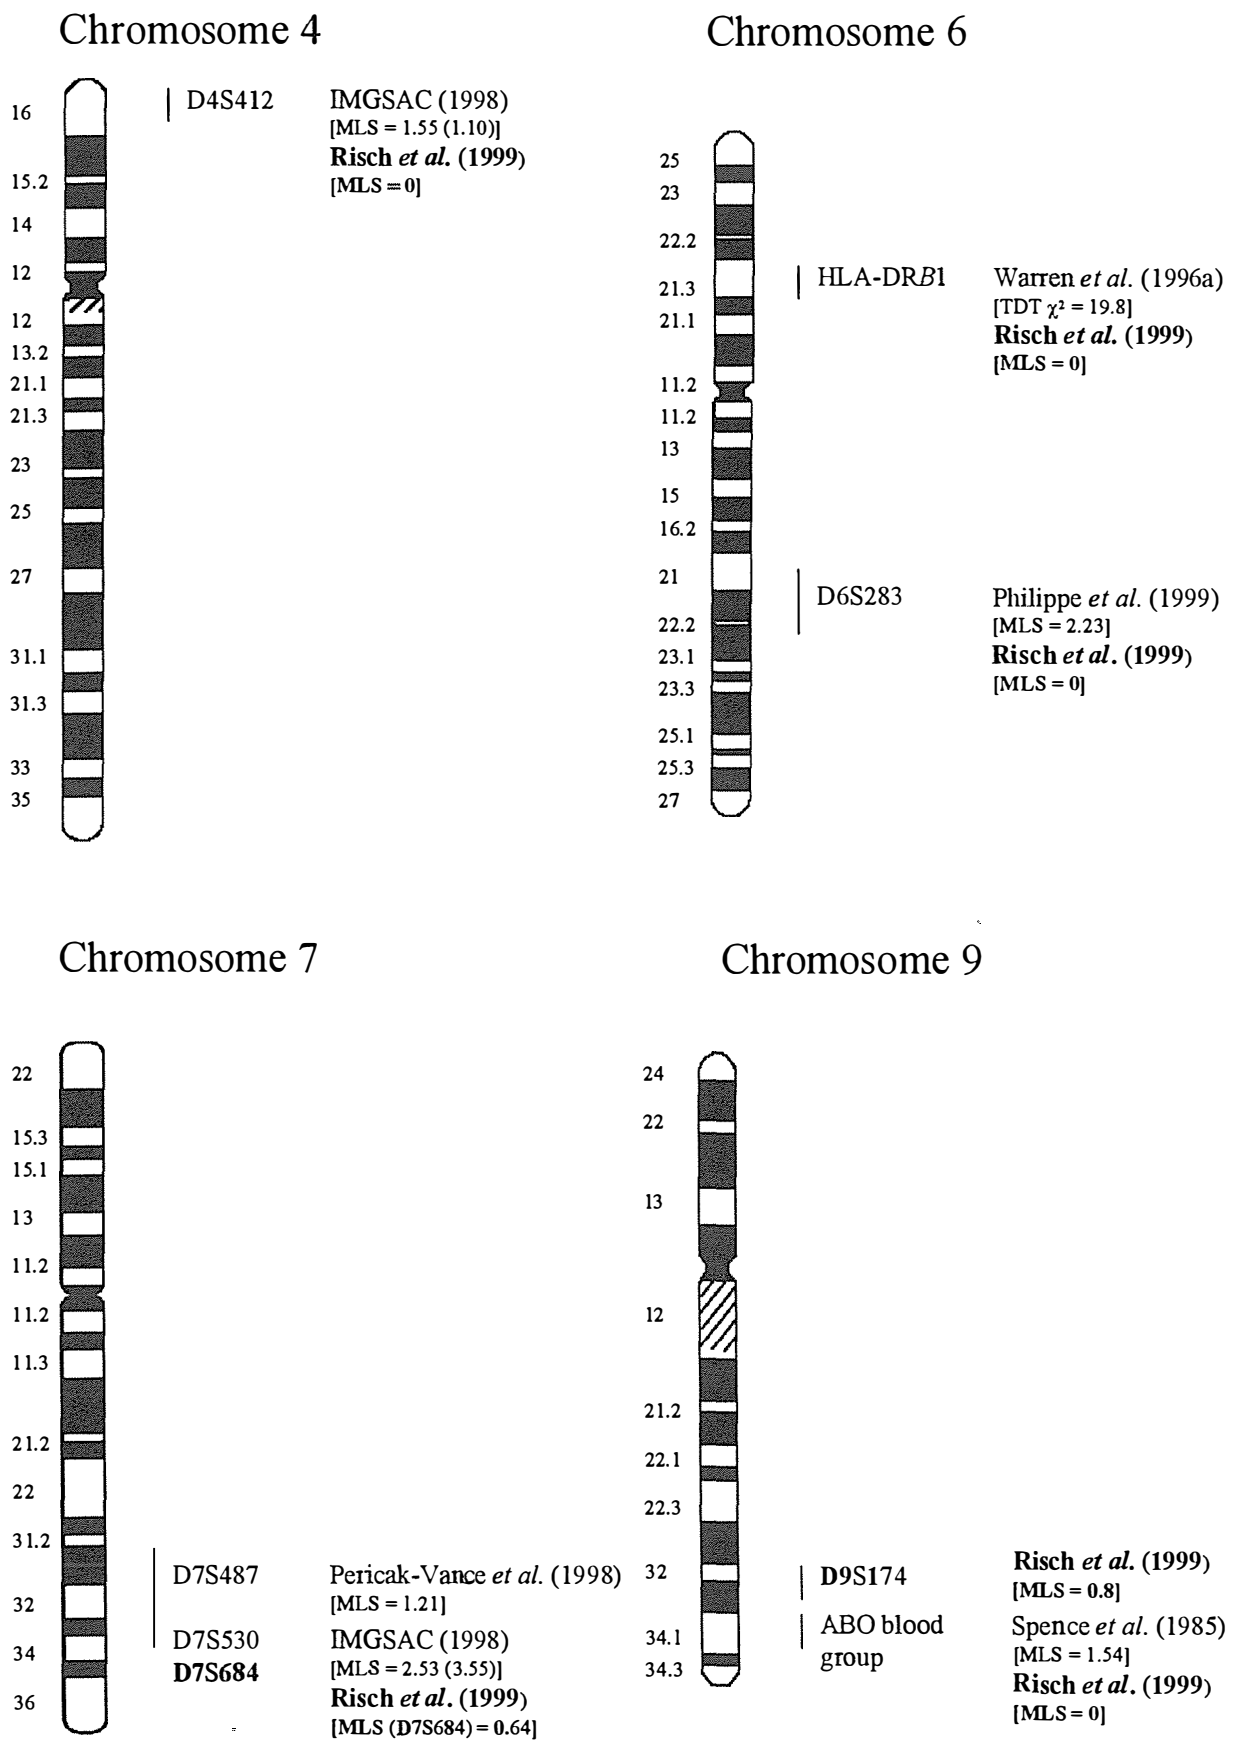 Chromosome 4
16
15.2
14
12
12
13.2
21.1
21.3
23
25
27
31.1
31.3
33
35
D4S412
IMGSAC (1998)
[MLS = 1.55 (1.10)]
Risch et al. (1999)
[MLS = 0]
Chromosome 6
25
23
22.2
21.3
21.1
11.2
11.2
13
15
16.2
21
22.2
23.1
23.3
25.1
25.3
27
HLA-DRB1
Warren et al. (1996a)
[TDT χ² = 19.8]
Risch et al. (1999)
[MLS = 0]
D6S283
Philippe et al. (1999)
[MLS = 2.23]
Risch et al. (1999)
[MLS = 0]
Chromosome 7
22
15.3
15.1
13
11.2
11.2
11.3
21.2
22
31.2
32
34
36
D7S487
Pericak-Vance et al. (1998)
[MLS = 1.21]
D7S530
D7S684
IMGSAC (1998)
[MLS = 2.53 (3.55)]
Risch et al. (1999)
[MLS (D7S684) = 0.64]
Chromosome 9
24
22
13
12
21.2
22.1
22.3
32
34.1
34.3
D9S174
Risch et al. (1999)
[MLS = 0.8]
ABO blood
group
Spence et al. (1985)
[MLS = 1.54]
Risch et al. (1999)
[MLS = 0]